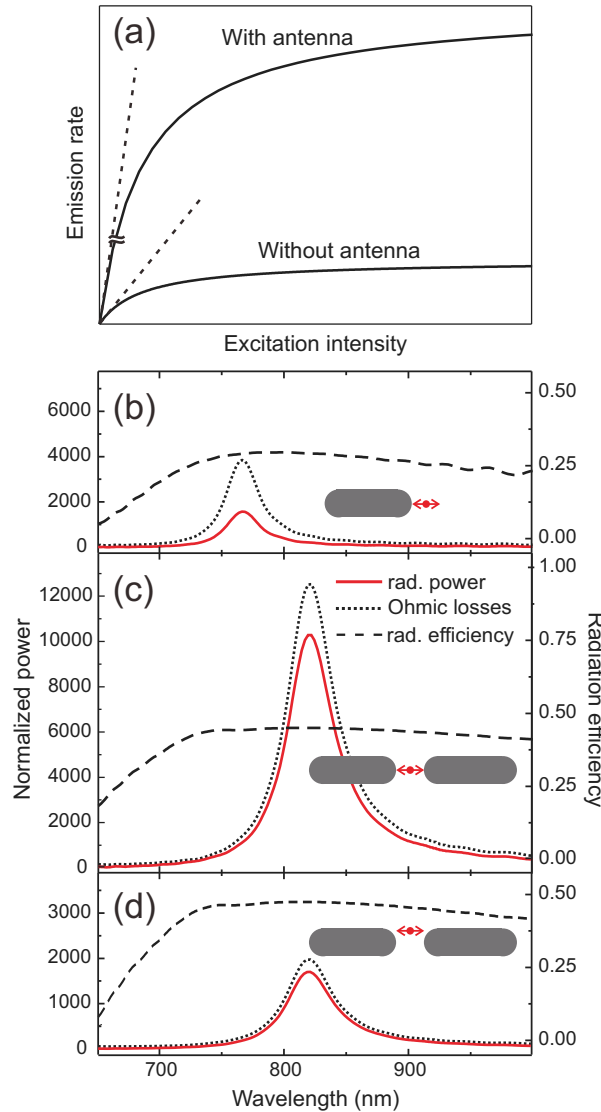 (a)
With antenna
Emission rate
Without antenna
Excitation intensity
(b)
6000
4000
2000
0
0.50
0.25
0.00
(c)
rad. power
Ohmic losses
rad. efficiency
12000
10000
8000
6000
4000
2000
0
1.00
0.75
0.50
0.25
0.00
Normalized power
Radiation efficiency
(d)
3000
2000
1000
0
0.50
0.25
0.00
700
800
900
Wavelength (nm)